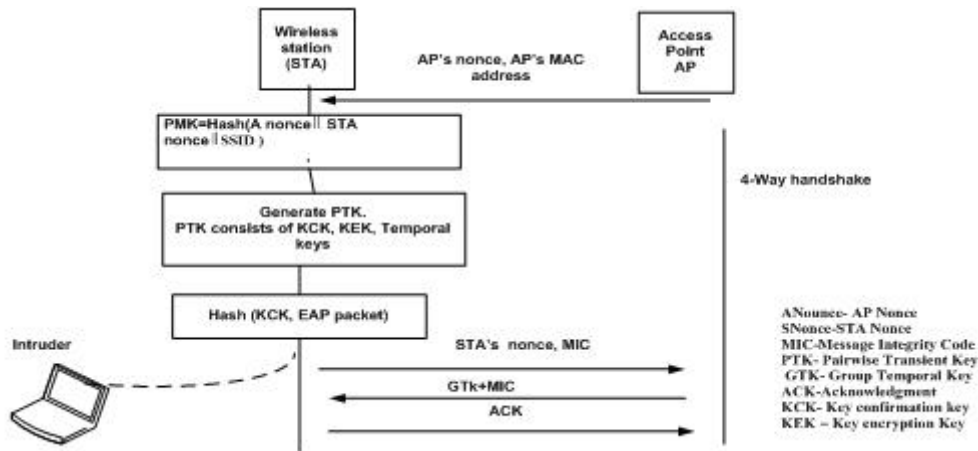 Wireless
station
(STA)
Access
Point
AP
AP's nonce, AP's MAC
address
PMK=Hash(A nonce|| STA
nonce||SSID )
4-Way handshake
Generate PTK.
PTK consists of KCK, KEK, Temporal
keys
Hash (KCK, EAP packet)
Intruder
STA's nonce, MIC
GTk+MIC
ACK
ANounce- AP Nonce
SNonce-STA Nonce
MIC-Message Integrity Code
PTK- Pairwise Transient Key
GTK- Group Temporal Key
ACK-Acknowledgment
KCK- Key confirmation key
KEK – Key encryption Key